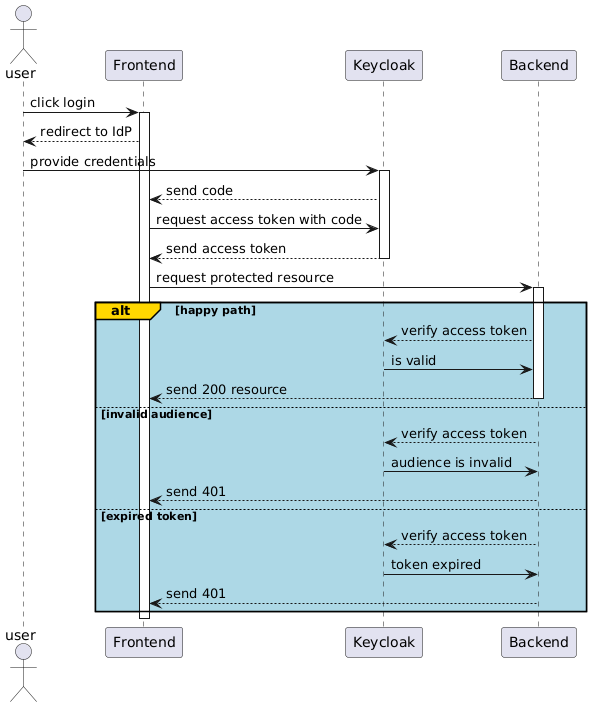 user
Frontend
Keycloak
Backend
click login
redirect to IdP
provide credentials
send code
request access token with code
send access token
request protected resource
alt [happy path]
verify access token
is valid
send 200 resource
[invalid audience]
verify access token
audience is invalid
send 401
[expired token]
verify access token
token expired
send 401
user
Frontend
Keycloak
Backend